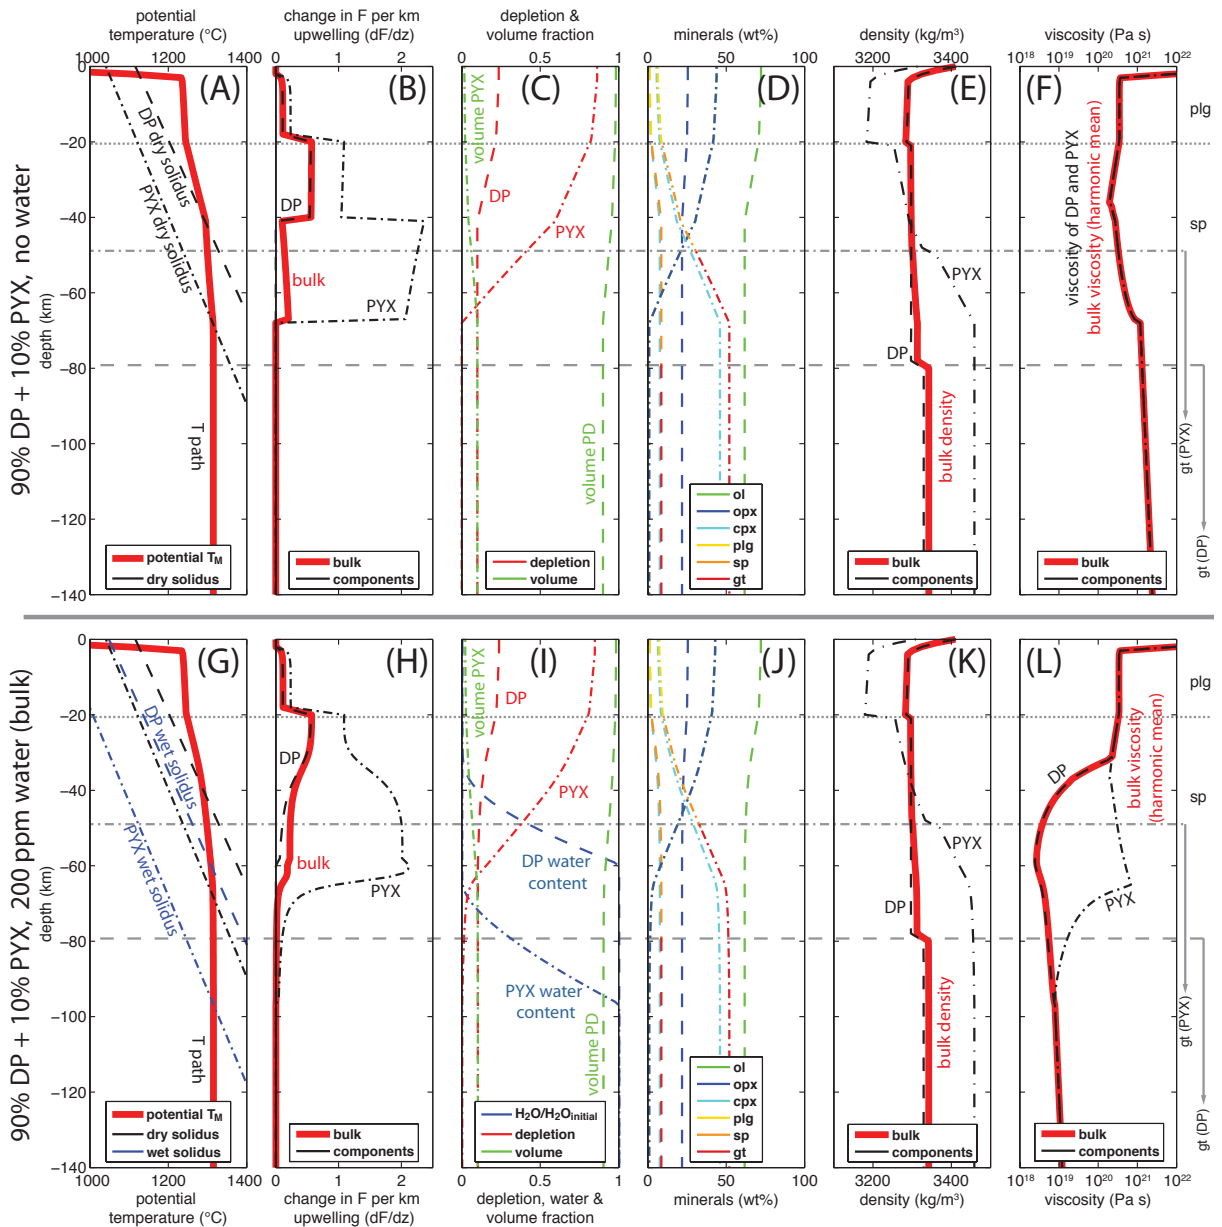 potential
temperature (°C)
change in F per km
upwelling (dF/dz)
depletion &
volume fraction
minerals (wt%)
density (kg/m³)
viscosity (Pa s)
1000 1200 1400
0 1 2
0 0.5 1
0 50 100
3200 3400
10¹⁸ 10¹⁹ 10²⁰ 10²¹ 10²²
90% DP + 10% PYX, no water
depth (km)
0
−20
−40
−60
−80
−100
−120
−140
(A)
DP dry solidus
PYX dry solidus
T path
potential T_M
dry solidus
(B)
DP
bulk
PYX
bulk
components
(C)
volume PYX
DP
PYX
volume PD
depletion
volume
(D)
ol
opx
cpx
plg
sp
gt
(E)
PYX
DP
bulk density
bulk
components
(F)
viscosity of DP and PYX
bulk viscosity (harmonic mean)
bulk
components
plg
sp
gt (PYX)
gt (DP)
90% DP + 10% PYX, 200 ppm water (bulk)
depth (km)
0
−20
−40
−60
−80
−100
−120
−140
(G)
DP wet solidus
PYX wet solidus
T path
potential T_M
dry solidus
wet solidus
(H)
DP
bulk
PYX
bulk
components
(I)
volume PYX
DP
PYX
DP water
content
PYX water
content
volume PD
H₂O/H₂O_initial
depletion
volume
(J)
ol
opx
cpx
plg
sp
gt
(K)
PYX
DP
bulk density
bulk
components
(L)
DP
bulk viscosity
(harmonic mean)
PYX
bulk
components
plg
sp
gt (PYX)
gt (DP)
1000 1200 1400
0 1 2
0 0.5 1
0 50 100
3200 3400
10¹⁸ 10¹⁹ 10²⁰ 10²¹ 10²²
potential
temperature (°C)
change in F per km
upwelling (dF/dz)
depletion, water &
volume fraction
minerals (wt%)
density (kg/m³)
viscosity (Pa s)